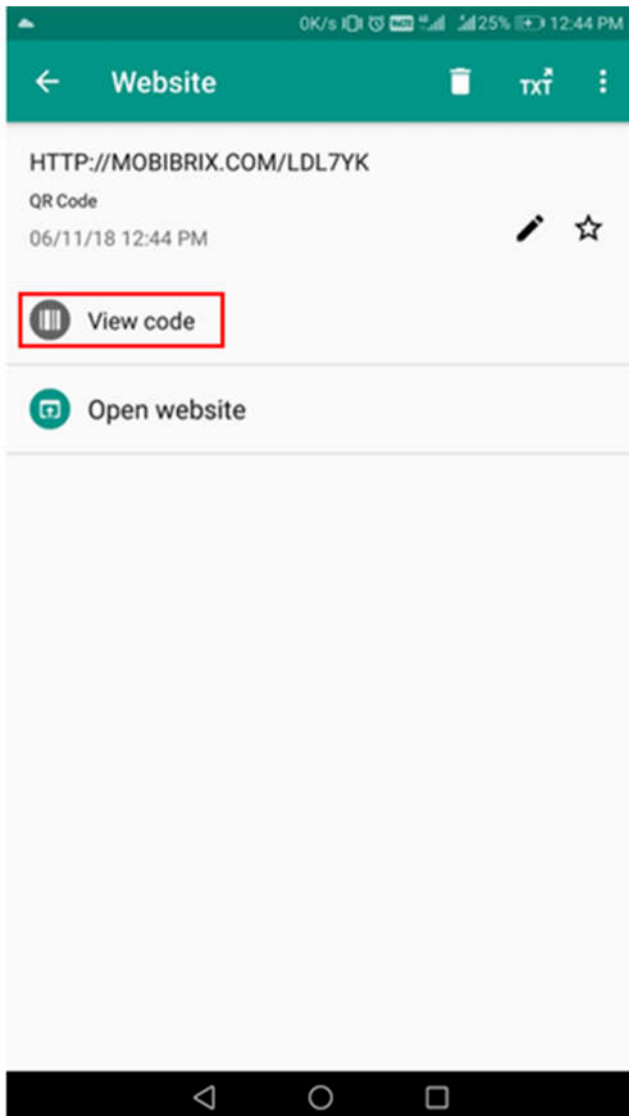 0K/s 25% 12:44 PM
Website
TXT
HTTP://MOBIBRIX.COM/LDL7YK
QR Code
06/11/18 12:44 PM
View code
Open website